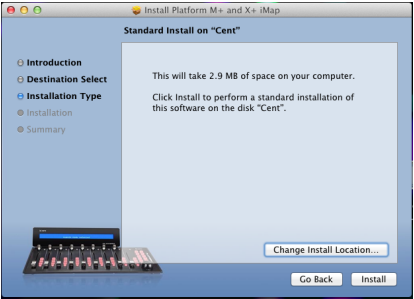 Install Platform M+ and X+ iMap
Standard Install on “Cent”
Introduction
Destination Select
Installation Type
Installation
Summary
This will take 2.9 MB of space on your computer.
Click Install to perform a standard installation of
this software on the disk “Cent”.
Change Install Location...
Go Back
Install